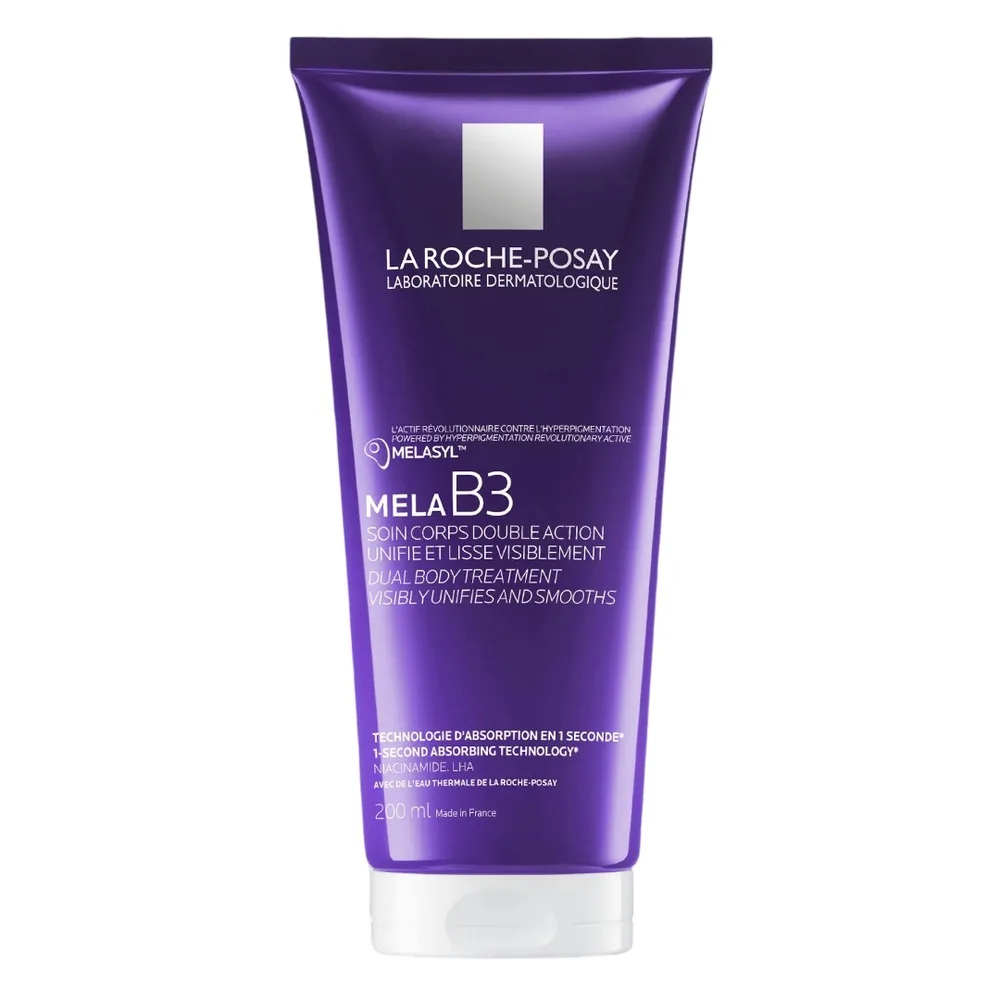 LA ROCHE-POSAY
LABORATOIRE DERMATOLOGIQUE
L'ACTIF RÉVOLUTIONNAIRE CONTRE L'HYPERPIGMENTATION
POWERED BY HYPERPIGMENTATION REVOLUTIONARY ACTIVE
MELASYL™
MELA B3
SOIN CORPS DOUBLE ACTION
UNIFIE ET LISSE VISIBLEMENT
DUAL BODY TREATMENT
VISIBLY UNIFIES AND SMOOTHS
TECHNOLOGIE D'ABSORPTION EN 1 SECONDE*
1-SECOND ABSORBING TECHNOLOGY*
NIACINAMIDE. LHA
AVEC DE L'EAU THERMALE DE LA ROCHE-POSAY
200 ml Made in France